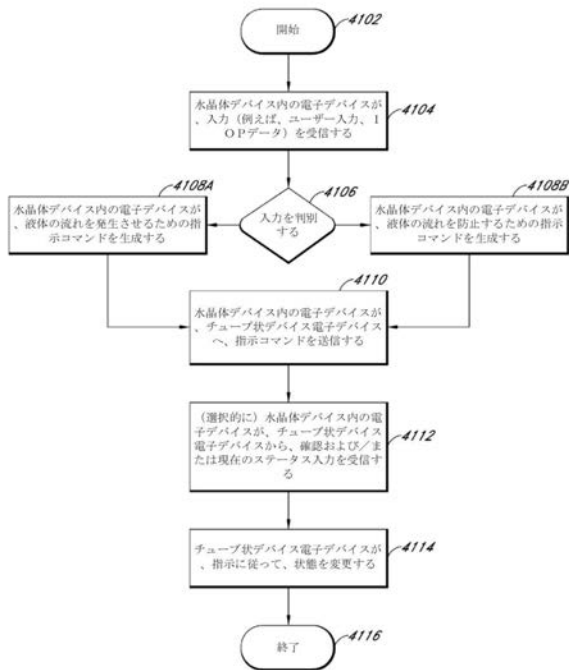 4102
開始
4104
水晶体デバイス内の電子デバイスが
、入力(例えば、ユーザー入力、I
OPデータ)を受信する
4106
入力を判別
する
4108A
水晶体デバイス内の電子デバイスが
、液体の流れを発生させるための指
示コマンドを生成する
4108B
水晶体デバイス内の電子デバイスが
、液体の流れを防止するための指示
コマンドを生成する
4110
水晶体デバイス内の電子デバイスが
、チューブ状デバイス電子デバイス
へ、指示コマンドを送信する
4112
(選択的に)水晶体デバイス内の電
子デバイスが、チューブ状デバイス
電子デバイスから、確認および/ま
たは現在のステータス入力を受信す
る
4114
チューブ状デバイス電子デバイスが
、指示に従って、状態を変更する
4116
終了